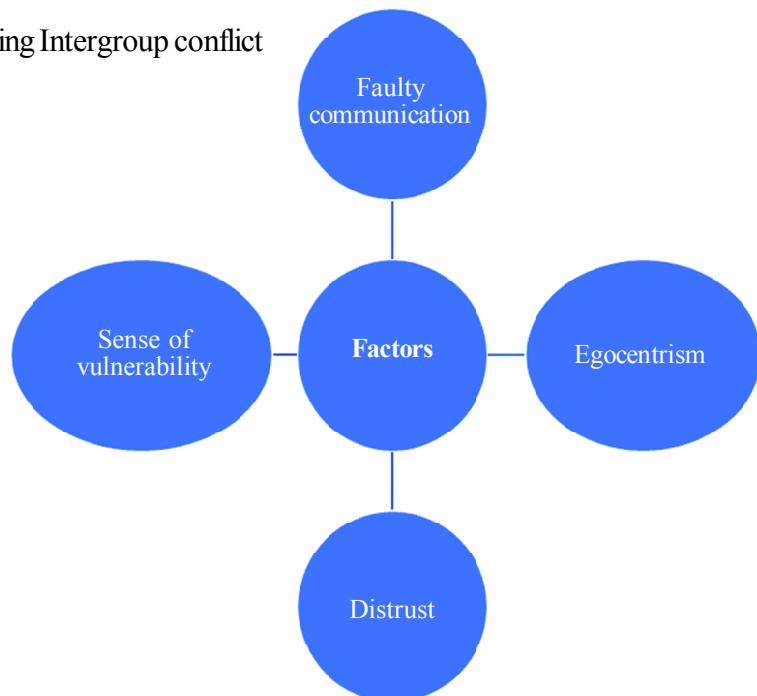 ing Intergroup conflict
Faulty
communication
Sense of
vulnerability
Factors
Egocentrism
Distrust